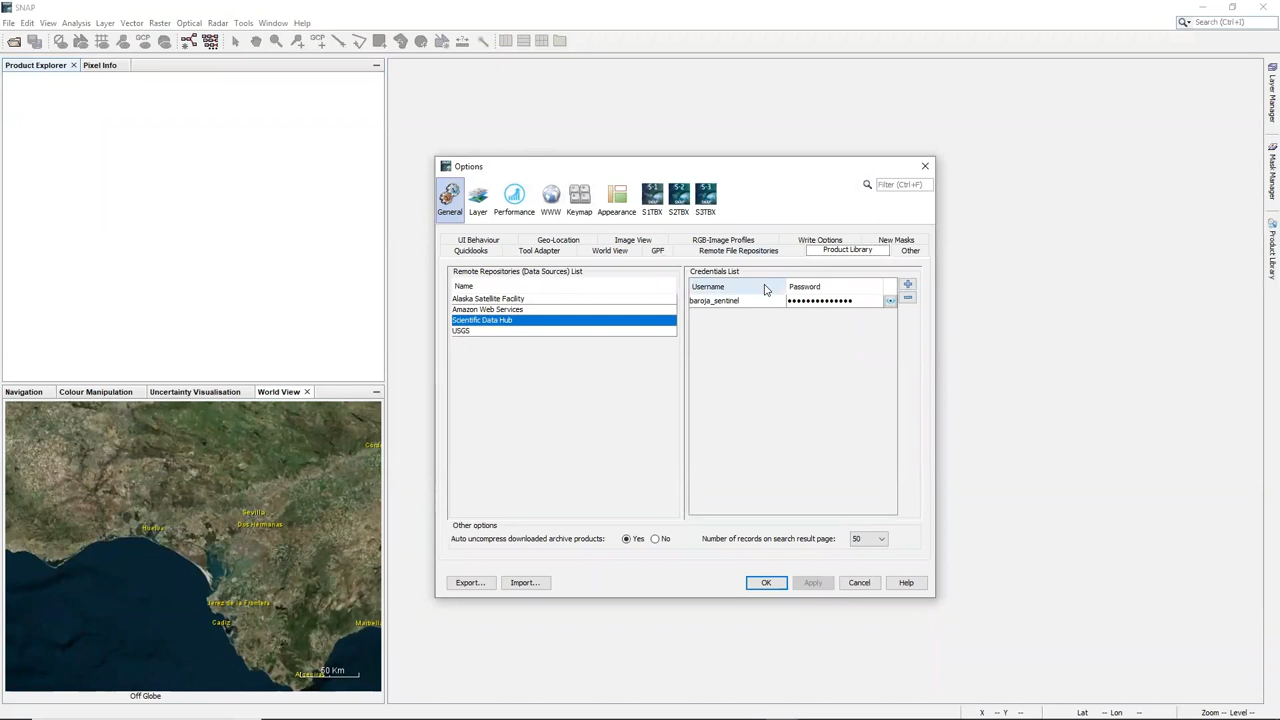 SNAP
File Edit View Analysis Layer Vector Raster Optical Radar Tools Window Help
Search (Ctrl+I)
GCP GCP
Product Explorer Pixel Info
Layer Manager
Mask Manager
Product Library
Options
General Layer Performance WWW Keymap Appearance S1TBX S2TBX S3TBX
Filter (Ctrl+F)
UI Behaviour Geo-Location Image View RGB-Image Profiles Write Options New Masks
Quicklooks Tool Adapter World View GPF Remote File Repositories Product Library Other
Remote Repositories (Data Sources) List
Name
Alaska Satellite Facility
Amazon Web Services
Scientific Data Hub
USGS
Credentials List
Username Password
baroja_sentinel ••••••••••••••
Other options
Auto uncompress downloaded archive products: Yes No Number of records on search result page: 50
Export... Import... OK Apply Cancel Help
Navigation Colour Manipulation Uncertainty Visualisation World View
Sevilla
Dos Hermanas
Huelva
Jerez de la Frontera
Cadiz
50 Km
Off Globe
X -- Y -- Lat -- Lon -- Zoom -- Level --